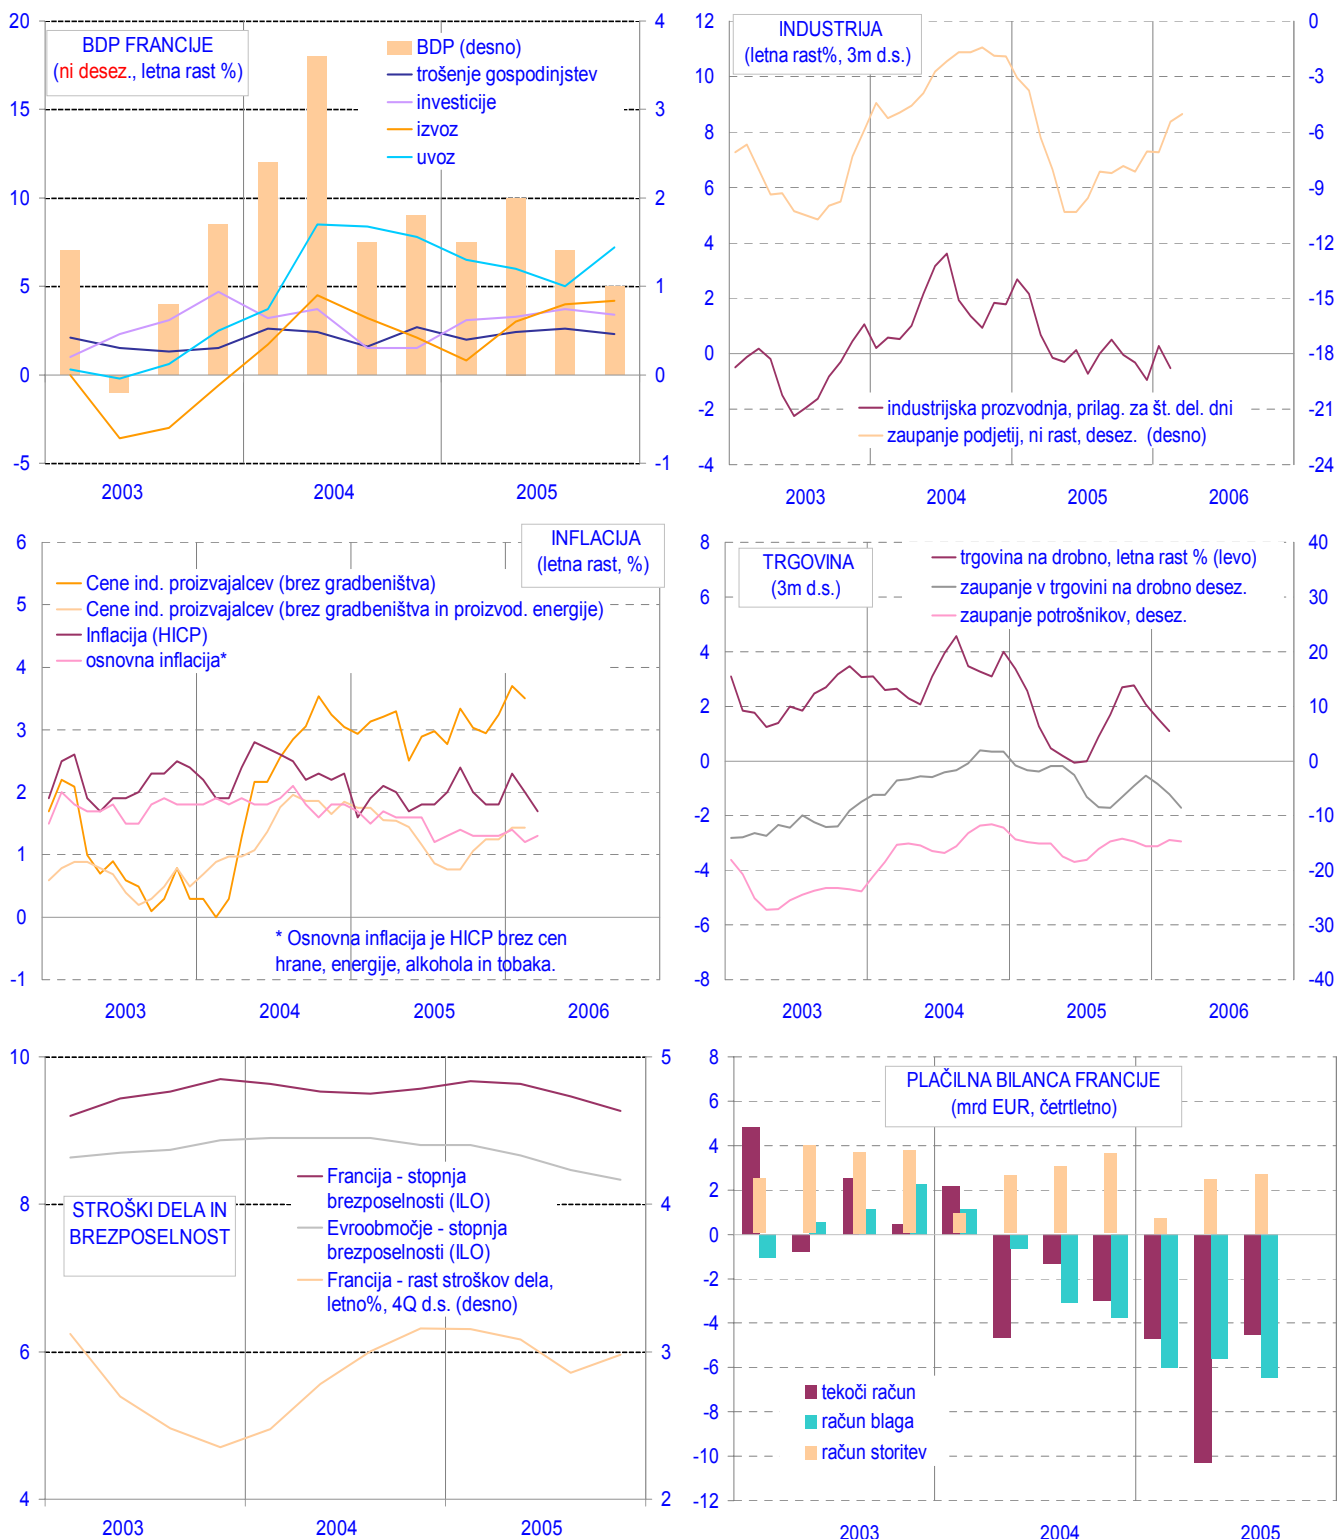 BDP FRANCIJE
(ni desez., letna rast %)
BDP (desno)
trošenje gospodinjstev
investicije
izvoz
uvoz
20
15
10
5
0
-5
4
3
2
1
0
-1
2003
2004
2005
INDUSTRIJA
(letna rast%, 3m d.s.)
12
10
8
6
4
2
0
-2
-4
0
-3
-6
-9
-12
-15
-18
-21
-24
industrijska prozvodnja, prilag. za št. del. dni
zaupanje podjetij, ni rast, desez. (desno)
2003
2004
2005
2006
INFLACIJA
(letna rast, %)
Cene ind. proizvajalcev (brez gradbeništva)
Cene ind. proizvajalcev (brez gradbeništva in proizvod. energije)
Inflacija (HICP)
osnovna inflacija*
6
5
4
3
2
1
0
-1
* Osnovna inflacija je HICP brez cen
hrane, energije, alkohola in tobaka.
2003
2004
2005
2006
TRGOVINA
(3m d.s.)
trgovina na drobno, letna rast % (levo)
zaupanje v trgovini na drobno desez.
zaupanje potrošnikov, desez.
8
6
4
2
0
-2
-4
-6
-8
40
30
20
10
0
-10
-20
-30
-40
2003
2004
2005
2006
10
8
6
4
5
4
3
2
STROŠKI DELA IN
BREZPOSELNOST
Francija - stopnja
brezposelnosti (ILO)
Evroobmočje - stopnja
brezposelnosti (ILO)
Francija - rast stroškov dela,
letno%, 4Q d.s. (desno)
2003
2004
2005
PLAČILNA BILANCA FRANCIJE
(mrd EUR, četrtletno)
8
6
4
2
0
-2
-4
-6
-8
-10
-12
tekoči račun
račun blaga
račun storitev
2003
2004
2005